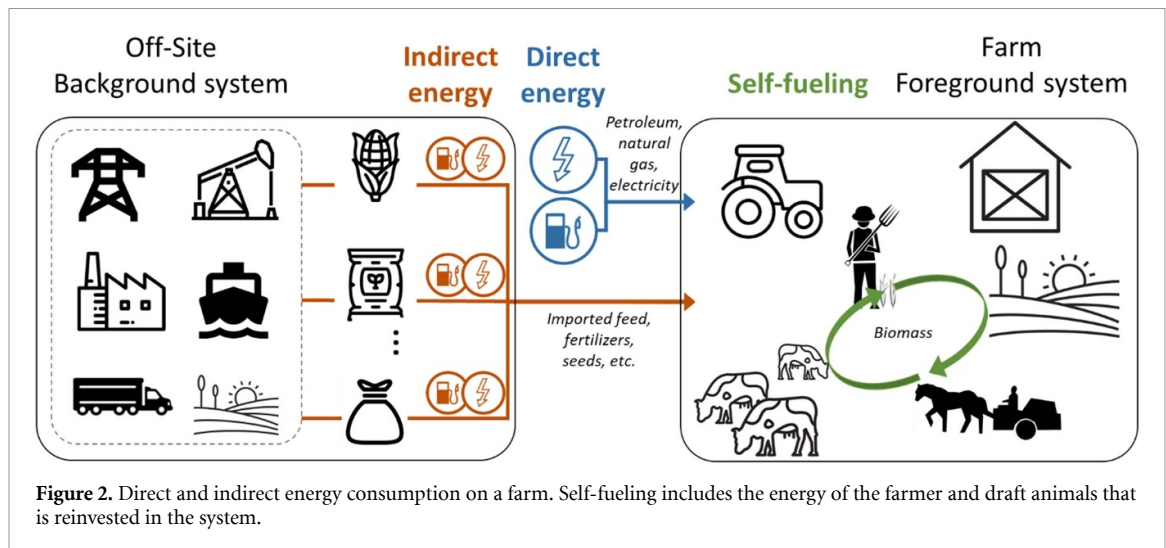 Off-Site
Background system
Indirect
energy
Direct
energy
Self-fueling
Farm
Foreground system
Petroleum,
natural
gas,
electricity
Imported feed,
fertilizers,
seeds, etc.
Biomass
Figure 2. Direct and indirect energy consumption on a farm. Self-fueling includes the energy of the farmer and draft animals that
is reinvested in the system.